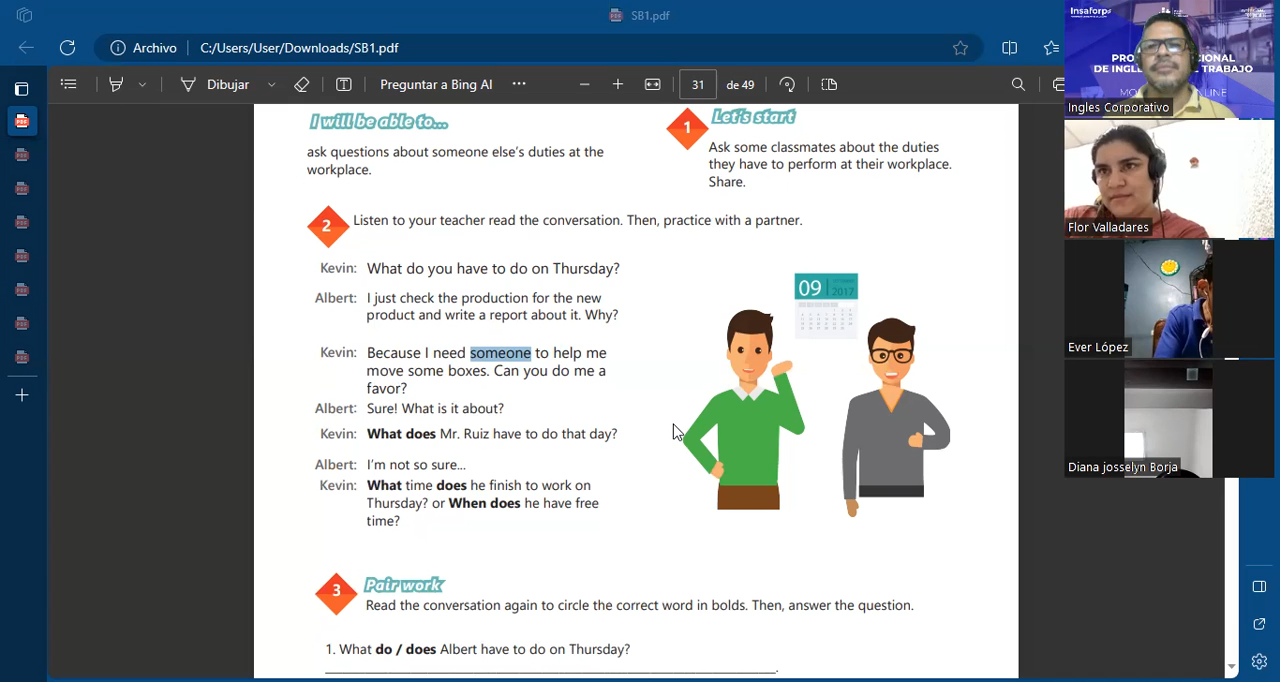 SB1.pdf
Archivo
C:/Users/User/Downloads/SB1.pdf
Dibujar
Preguntar a Bing AI
31
de 49
I will be able to...
ask questions about someone else's duties at the
workplace.
1
Let's start
Ask some classmates about the duties
they have to perform at their workplace.
Share.
2
Listen to your teacher read the conversation. Then, practice with a partner.
Kevin: What do you have to do on Thursday?
Albert: I just check the production for the new
product and write a report about it. Why?
Kevin: Because I need someone to help me
move some boxes. Can you do me a
favor?
Albert: Sure! What is it about?
Kevin: What does Mr. Ruiz have to do that day?
Albert: I'm not so sure...
Kevin: What time does he finish to work on
Thursday? or When does he have free
time?
09
2017
3
Pair work
Read the conversation again to circle the correct word in bolds. Then, answer the question.
1. What do / does Albert have to do on Thursday?
Insaforp
DE INGL
TRABAJO
Ingles Corporativo
Flor Valladares
Ever López
Diana josselyn Borja